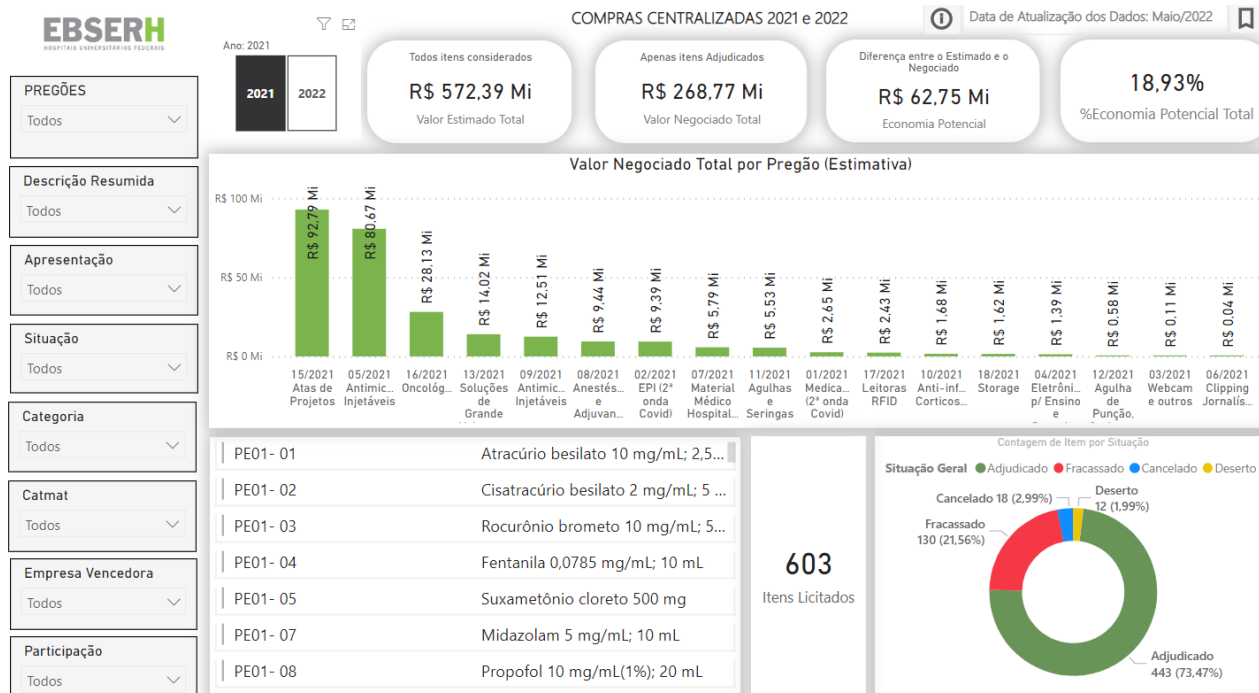 EBSERH
HOSPITAIS UNIVERSITÁRIOS FEDERAIS
COMPRAS CENTRALIZADAS 2021 e 2022
Data de Atualização dos Dados: Maio/2022
Ano: 2021
2021
2022
Todos itens considerados
R$ 572,39 Mi
Valor Estimado Total
Apenas itens Adjudicados
R$ 268,77 Mi
Valor Negociado Total
Diferença entre o Estimado e o
Negociado
R$ 62,75 Mi
Economia Potencial
18,93%
%Economia Potencial Total
PREGÕES
Todos
Descrição Resumida
Todos
Apresentação
Todos
Situação
Todos
Categoria
Todos
Catmat
Todos
Empresa Vencedora
Todos
Participação
Todos
Valor Negociado Total por Pregão (Estimativa)
R$ 100 Mi
R$ 50 Mi
R$ 0 Mi
R$ 92,79 Mi
R$ 80,67 Mi
R$ 28,13 Mi
R$ 14,02 Mi
R$ 12,51 Mi
R$ 9,44 Mi
R$ 9,39 Mi
R$ 5,79 Mi
R$ 5,53 Mi
R$ 2,65 Mi
R$ 2,43 Mi
R$ 1,68 Mi
R$ 1,62 Mi
R$ 1,39 Mi
R$ 0,58 Mi
R$ 0,11 Mi
R$ 0,04 Mi
15/2021
Atas de
Projetos
05/2021
Antimic...
Injetáveis
16/2021
Oncológ...
13/2021
Soluções
de
Grande
09/2021
Antimic...
Injetáveis
08/2021
Anestés...
e
Adjuvan...
02/2021
EPI (2ª
onda
Covid)
07/2021
Material
Médico
Hospital...
11/2021
Agulhas
e
Seringas
01/2021
Medica...
(2ª onda
Covid)
17/2021
Leitoras
RFID
10/2021
Anti-inf...
Corticos...
18/2021
Storage
04/2021
Eletrôni...
p/ Ensino
e
12/2021
Agulha
de
Punção,
03/2021
Webcam
e outros
06/2021
Clipping
Jornalís...
PE01- 01 Atracúrio besilato 10 mg/mL; 2,5...
PE01- 02 Cisatracúrio besilato 2 mg/mL; 5 ...
PE01- 03 Rocurônio brometo 10 mg/mL; 5...
PE01- 04 Fentanila 0,0785 mg/mL; 10 mL
PE01- 05 Suxametônio cloreto 500 mg
PE01- 07 Midazolam 5 mg/mL; 10 mL
PE01- 08 Propofol 10 mg/mL(1%); 20 mL
603
Itens Licitados
Contagem de Item por Situação
Situação Geral Adjudicado Fracassado Cancelado Deserto
Cancelado 18 (2,99%)
Deserto
12 (1,99%)
Fracassado
130 (21,56%)
Adjudicado
443 (73,47%)